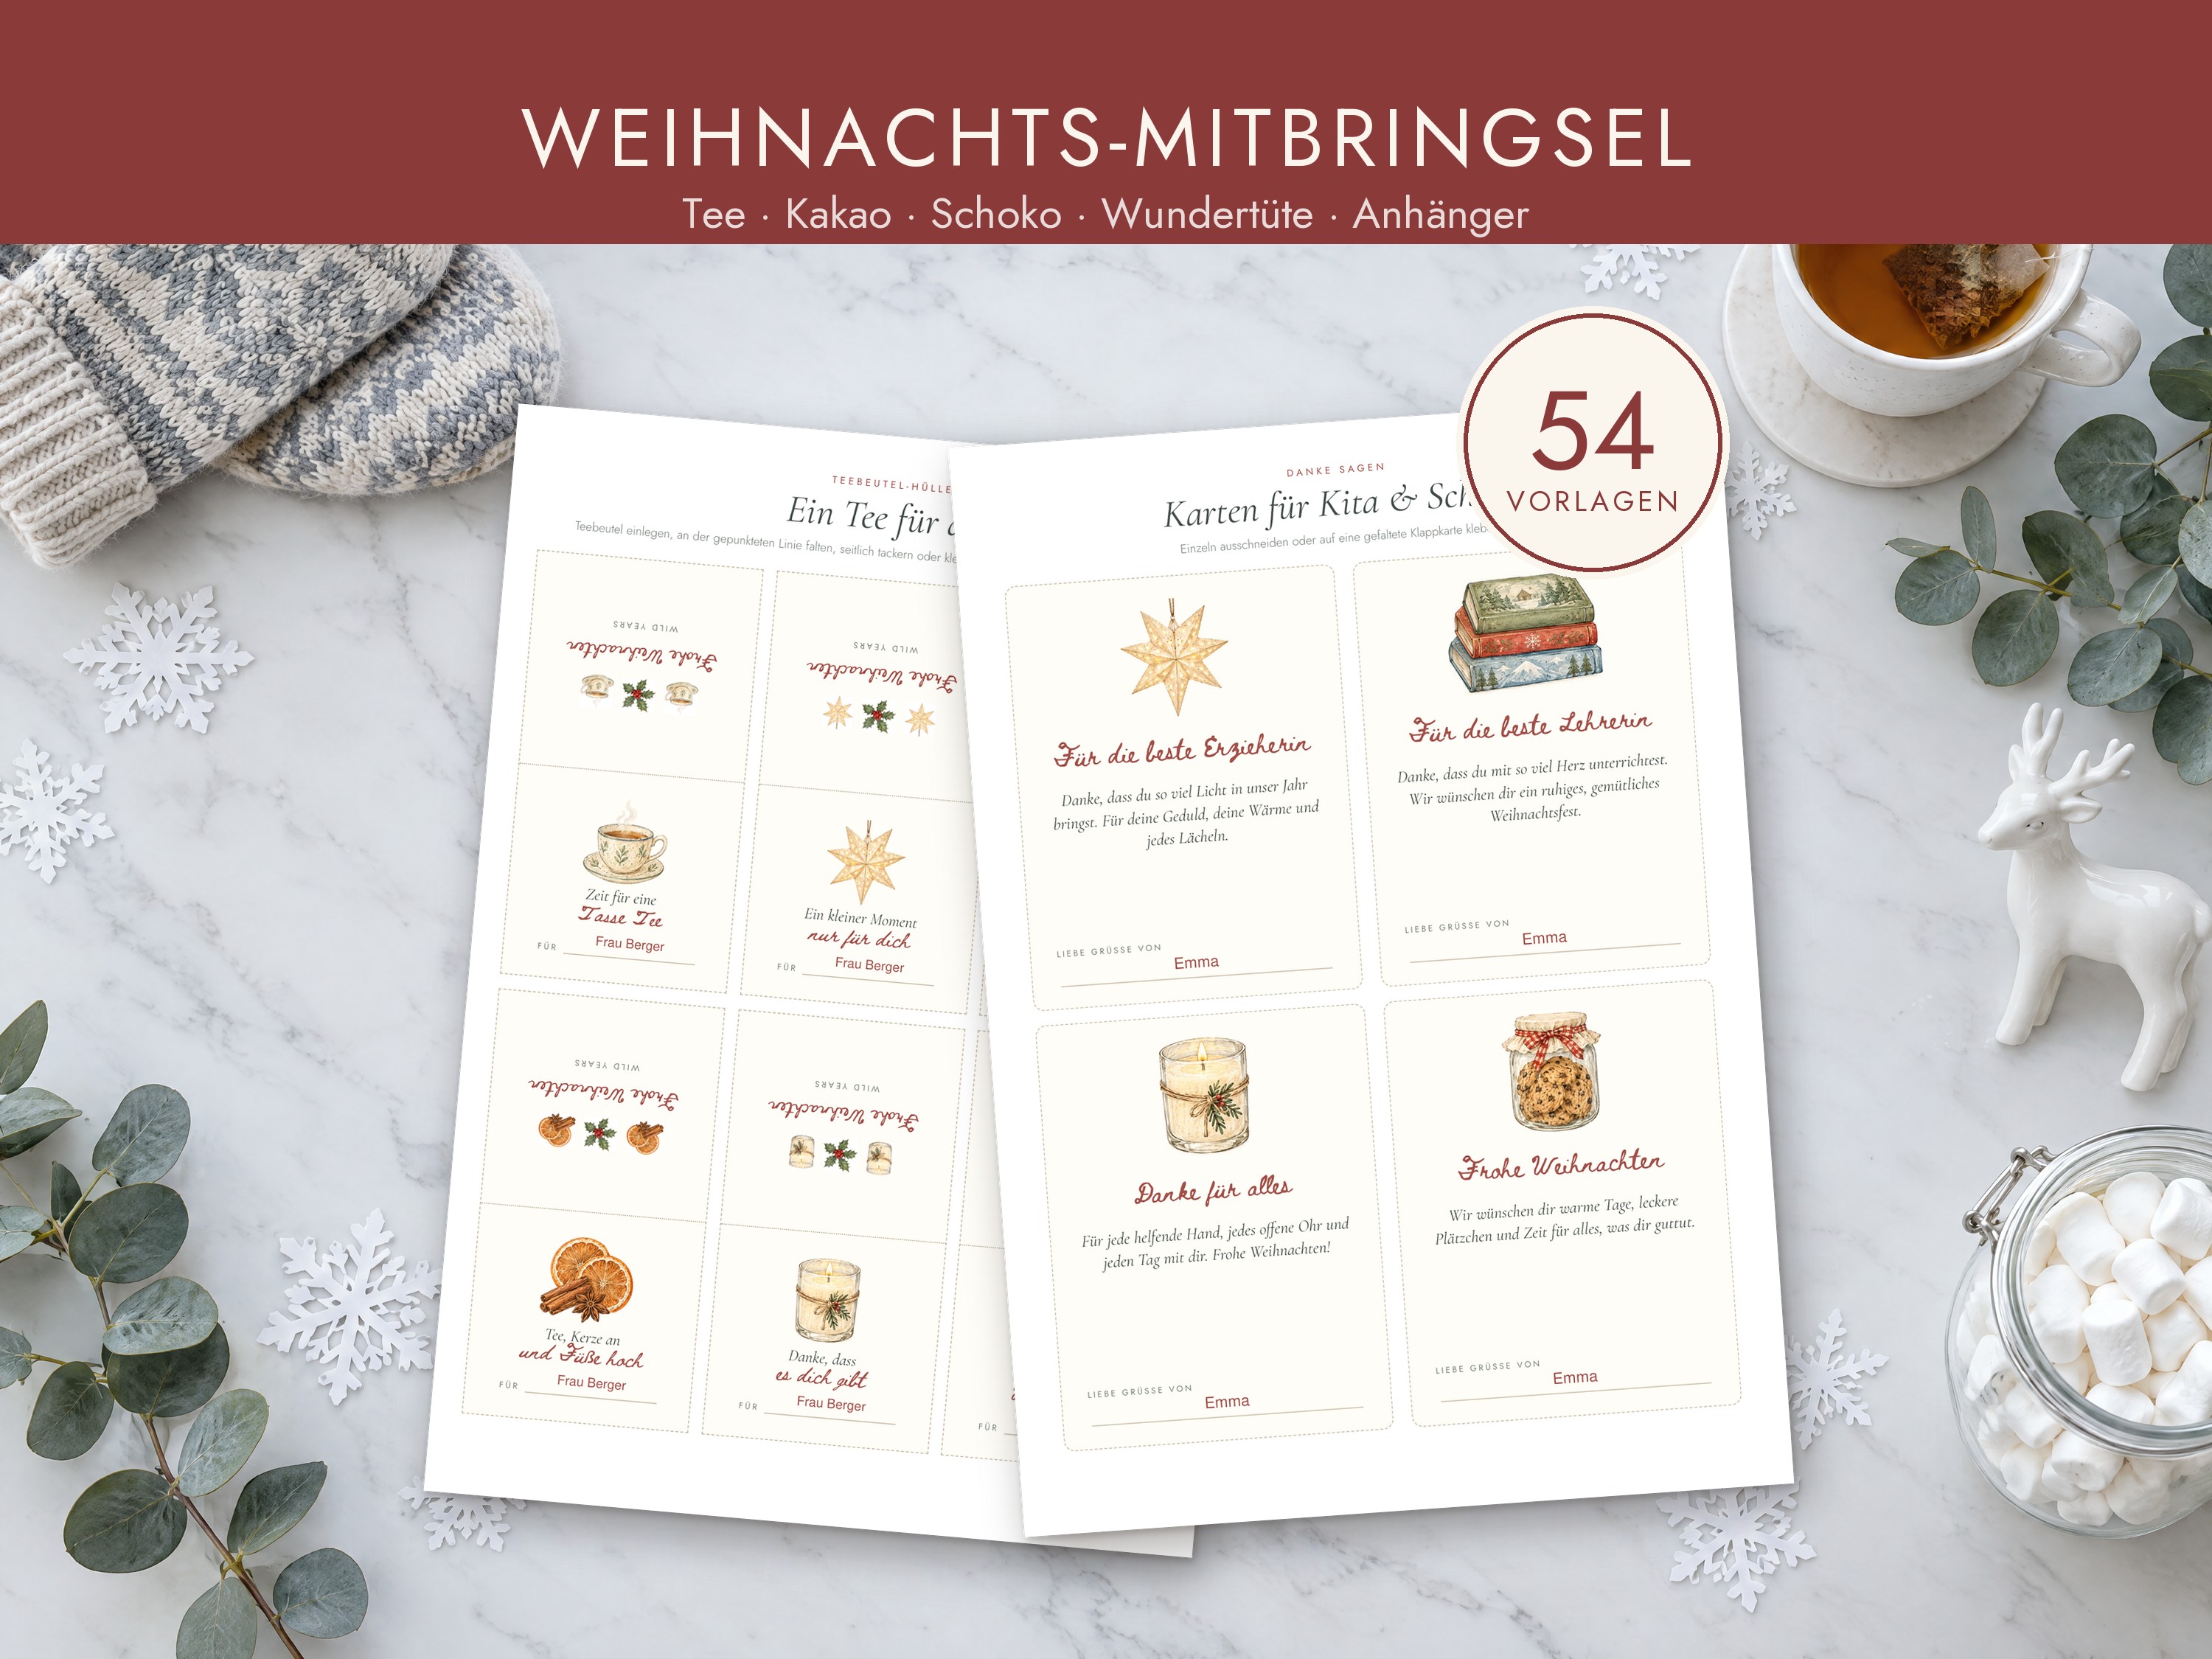 WEIHNACHTS-MITBRINGSEL
Tee · Kakao · Schoko · Wundertüte · Anhänger
54
VORLAGEN
TEEBEUTEL-HÜLLE
Ein Tee für
Teebeutel einlegen, an der gepunkteten Linie falten, seitlich tackern oder
WILD YEARS
Frohe Weihnachten
WILD YEARS
Frohe Weihnachten
Zeit für eine
Tasse Tee
FÜR Frau Berger
Ein kleiner Moment
nur für dich
FÜR Frau Berger
WILD YEARS
Frohe Weihnachten
WILD YEARS
Frohe Weihnachten
Tee, Kerze an
und Füße hoch
FÜR Frau Berger
Danke, dass
es dich gibt
FÜR Frau Berger
FÜR
DANKE SAGEN
Karten für Kita &
Einzeln ausschneiden oder auf eine gefaltete Klappkarte
Für die beste Erzieherin
Danke, dass du so viel Licht in unser Jahr
bringst. Für deine Geduld, deine Wärme und
jedes Lächeln.
LIEBE GRÜSSE VON
Emma
Für die beste Lehrerin
Danke, dass du mit so viel Herz unterrichtest.
Wir wünschen dir ein ruhiges, gemütliches
Weihnachtsfest.
LIEBE GRÜSSE VON
Emma
Danke für alles
Für jede helfende Hand, jedes offene Ohr und
jeden Tag mit dir. Frohe Weihnachten!
LIEBE GRÜSSE VON
Emma
Frohe Weihnachten
Wir wünschen dir warme Tage, leckere
Plätzchen und Zeit für alles, was dir guttut.
LIEBE GRÜSSE VON
Emma